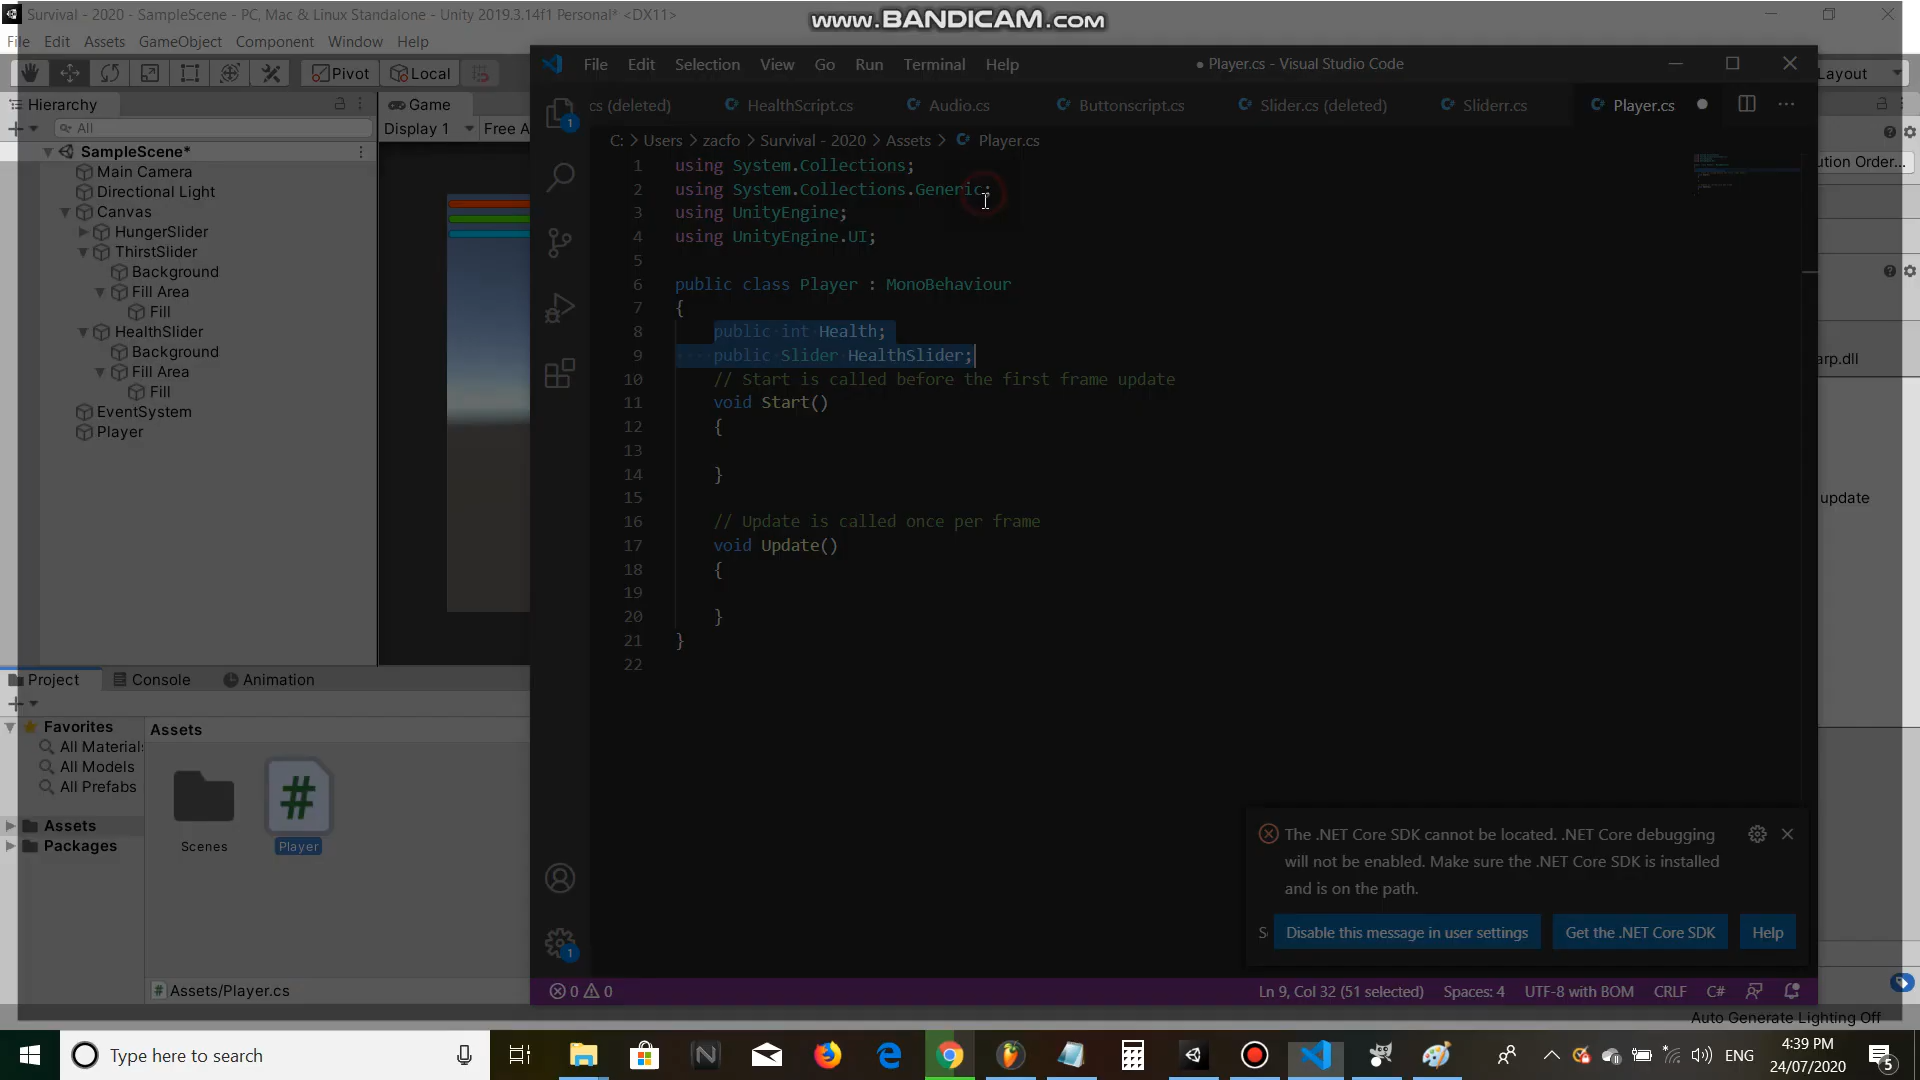 Survival - 2020 - SampleScene - PC, Mac & Linux Standalone - Unity 2019.3.14f1 Personal* <DX11>
www.BANDICAM.com
File Edit Assets GameObject Component Window Help
Pivot Local
Layout
File Edit Selection View Go Run Terminal Help
● Player.cs - Visual Studio Code
Hierarchy
Game
cs (deleted) HealthScript.cs Audio.cs Buttonscript.cs Slider.cs (deleted) Sliderr.cs Player.cs
All
Display 1 Free A
C: > Users > zacfo > Survival - 2020 > Assets > Player.cs
SampleScene*
Main Camera
Directional Light
Canvas
HungerSlider
ThirstSlider
Background
Fill Area
Fill
HealthSlider
Background
Fill Area
Fill
EventSystem
Player
1 using System.Collections;
2 using System.Collections.Generic;
3 using UnityEngine;
4 using UnityEngine.UI;
5
6 public class Player : MonoBehaviour
7 {
8 public int Health;
9 public Slider HealthSlider;
10 // Start is called before the first frame update
11 void Start()
12 {
13
14 }
15
16 // Update is called once per frame
17 void Update()
18 {
19
20 }
21 }
22
ution Order...
arp.dll
update
Project Console Animation
Favorites
All Material
All Models
All Prefabs
Assets
Packages
Assets
Scenes
Player
Assets/Player.cs
1
1
The .NET Core SDK cannot be located. .NET Core debugging
will not be enabled. Make sure the .NET Core SDK is installed
and is on the path.
S Disable this message in user settings Get the .NET Core SDK Help
0 0
Ln 9, Col 32 (51 selected) Spaces: 4 UTF-8 with BOM CRLF C#
Auto Generate Lighting Off
Type here to search
ENG
4:39 PM
24/07/2020
5